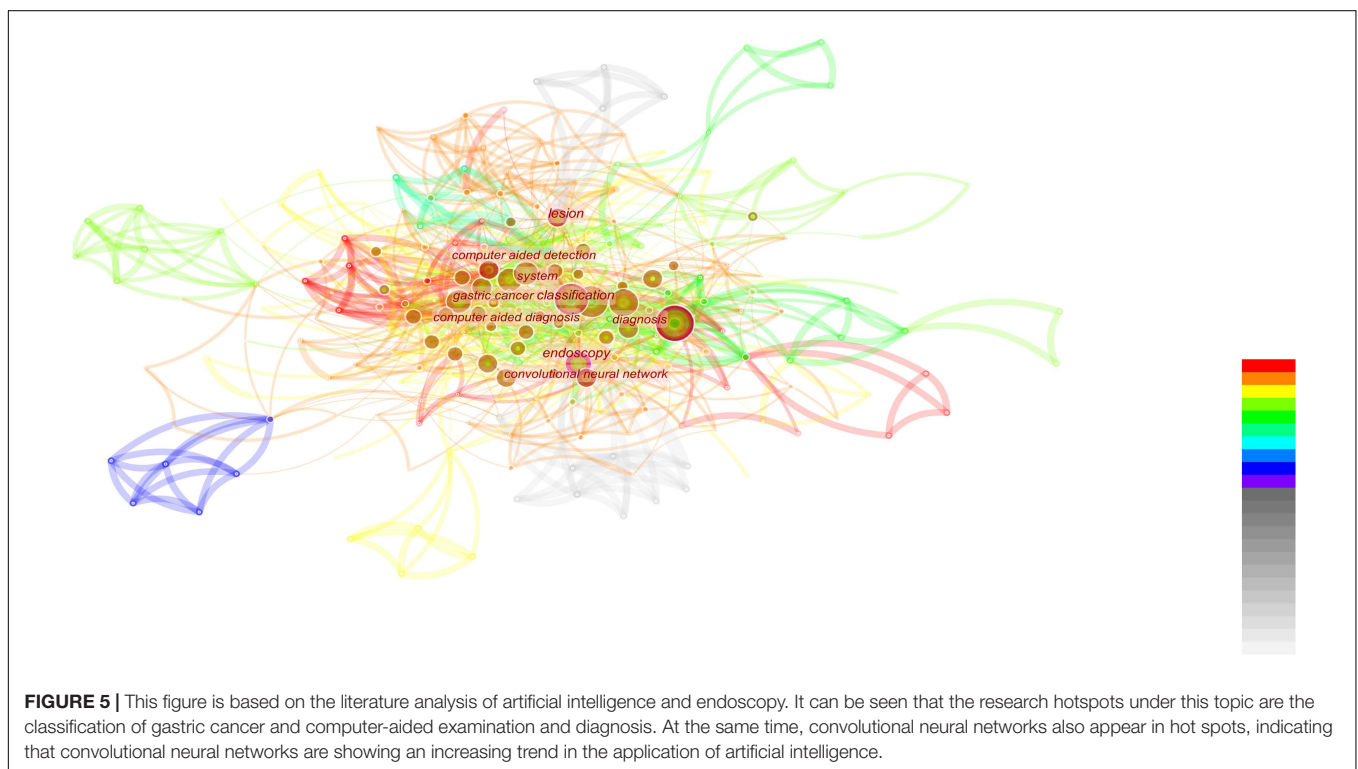 lesion
computer aided detection
system
gastric cancer classification
computer aided diagnosis
diagnosis
endoscopy
convolutional neural network
FIGURE 5 | This figure is based on the literature analysis of artificial intelligence and endoscopy. It can be seen that the research hotspots under this topic are the
classification of gastric cancer and computer-aided examination and diagnosis. At the same time, convolutional neural networks also appear in hot spots, indicating
that convolutional neural networks are showing an increasing trend in the application of artificial intelligence.